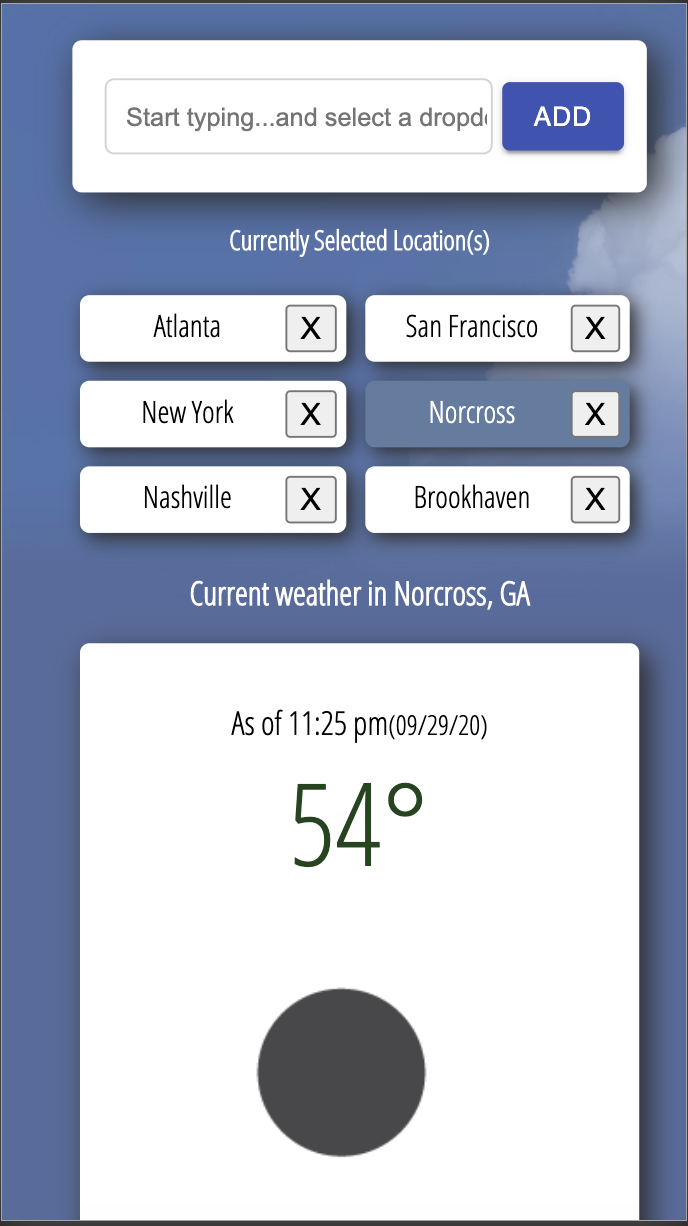 Start typing...and select a dropd
ADD
Currently Selected Location(s)
Atlanta X San Francisco X
New York X Norcross X
Nashville X Brookhaven X
Current weather in Norcross, GA
As of 11:25 pm(09/29/20)
54°